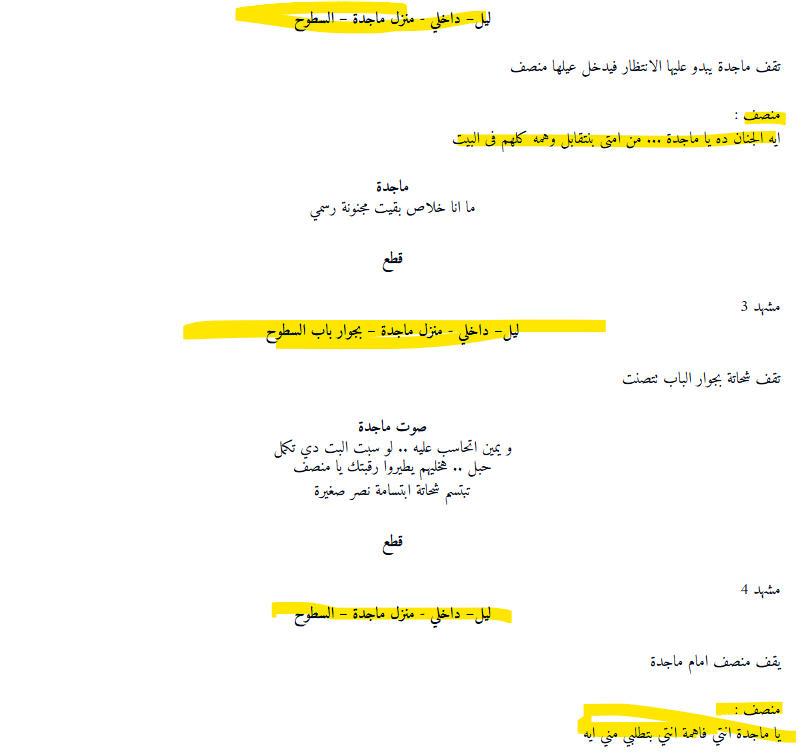 ليل– داخلي - منزل ماجدة – السطوح
تقف ماجدة يبدو عليها الانتظار فيدخل عيلها منصف
منصف :
ايه الجنان ده يا ماجدة ... من امتى بنتقابل وهمه كلهم فى البيت
ماجدة
ما انا خلاص بقيت مجنونة رسمي
قطع
مشهد 3
ليل– داخلي - منزل ماجدة – بجوار باب السطوح
تقف شحاتة بجوار الباب تتصنت
صوت ماجدة
و يمين اتحاسب عليه .. لو سبت البت دي تكمل
حبل .. هخليهم يطيروا رقبتك يا منصف
تبتسم شحاتة ابتسامة نصر صغيرة
قطع
مشهد 4
ليل– داخلي - منزل ماجدة – السطوح
يقف منصف امام ماجدة
منصف :
يا ماجدة انتي فاهمة انتي بتطلبي مني ايه